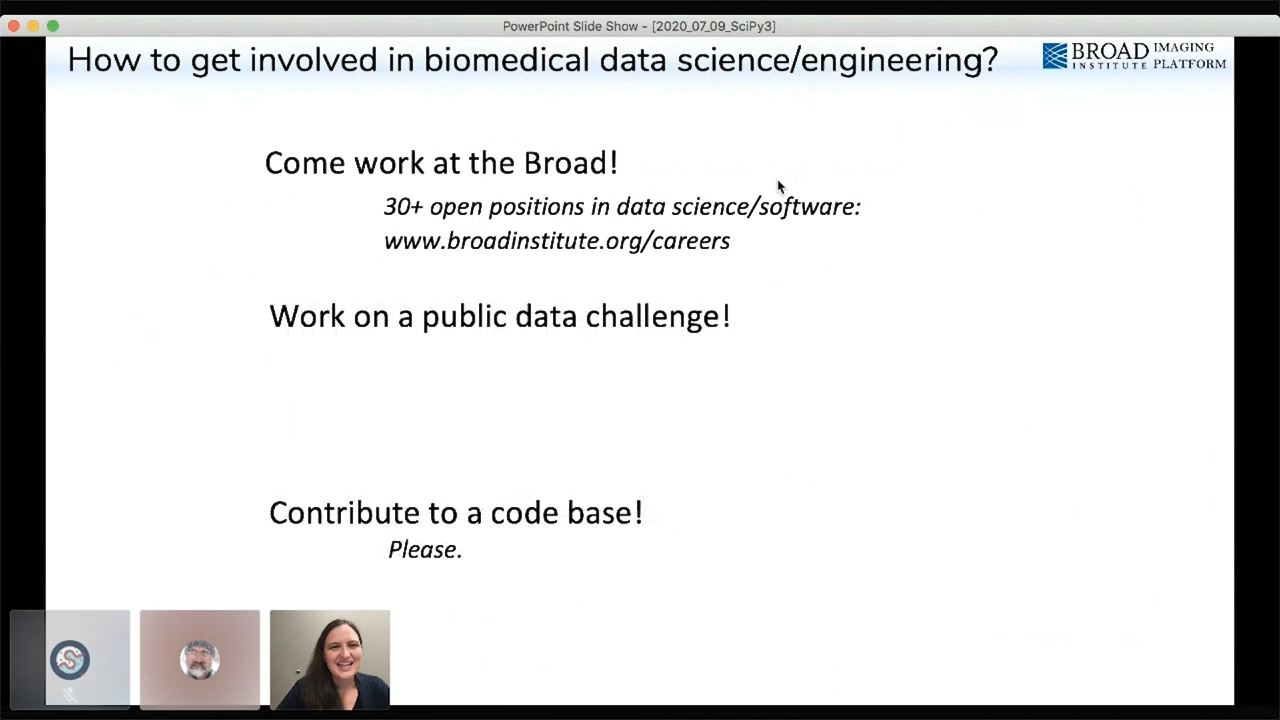 PowerPoint Slide Show - [2020_07_09_SciPy3]
How to get involved in biomedical data science/engineering?
BROAD
INSTITUTE
IMAGING
PLATFORM
Come work at the Broad!
30+ open positions in data science/software:
www.broadinstitute.org/careers
Work on a public data challenge!
Contribute to a code base!
Please.